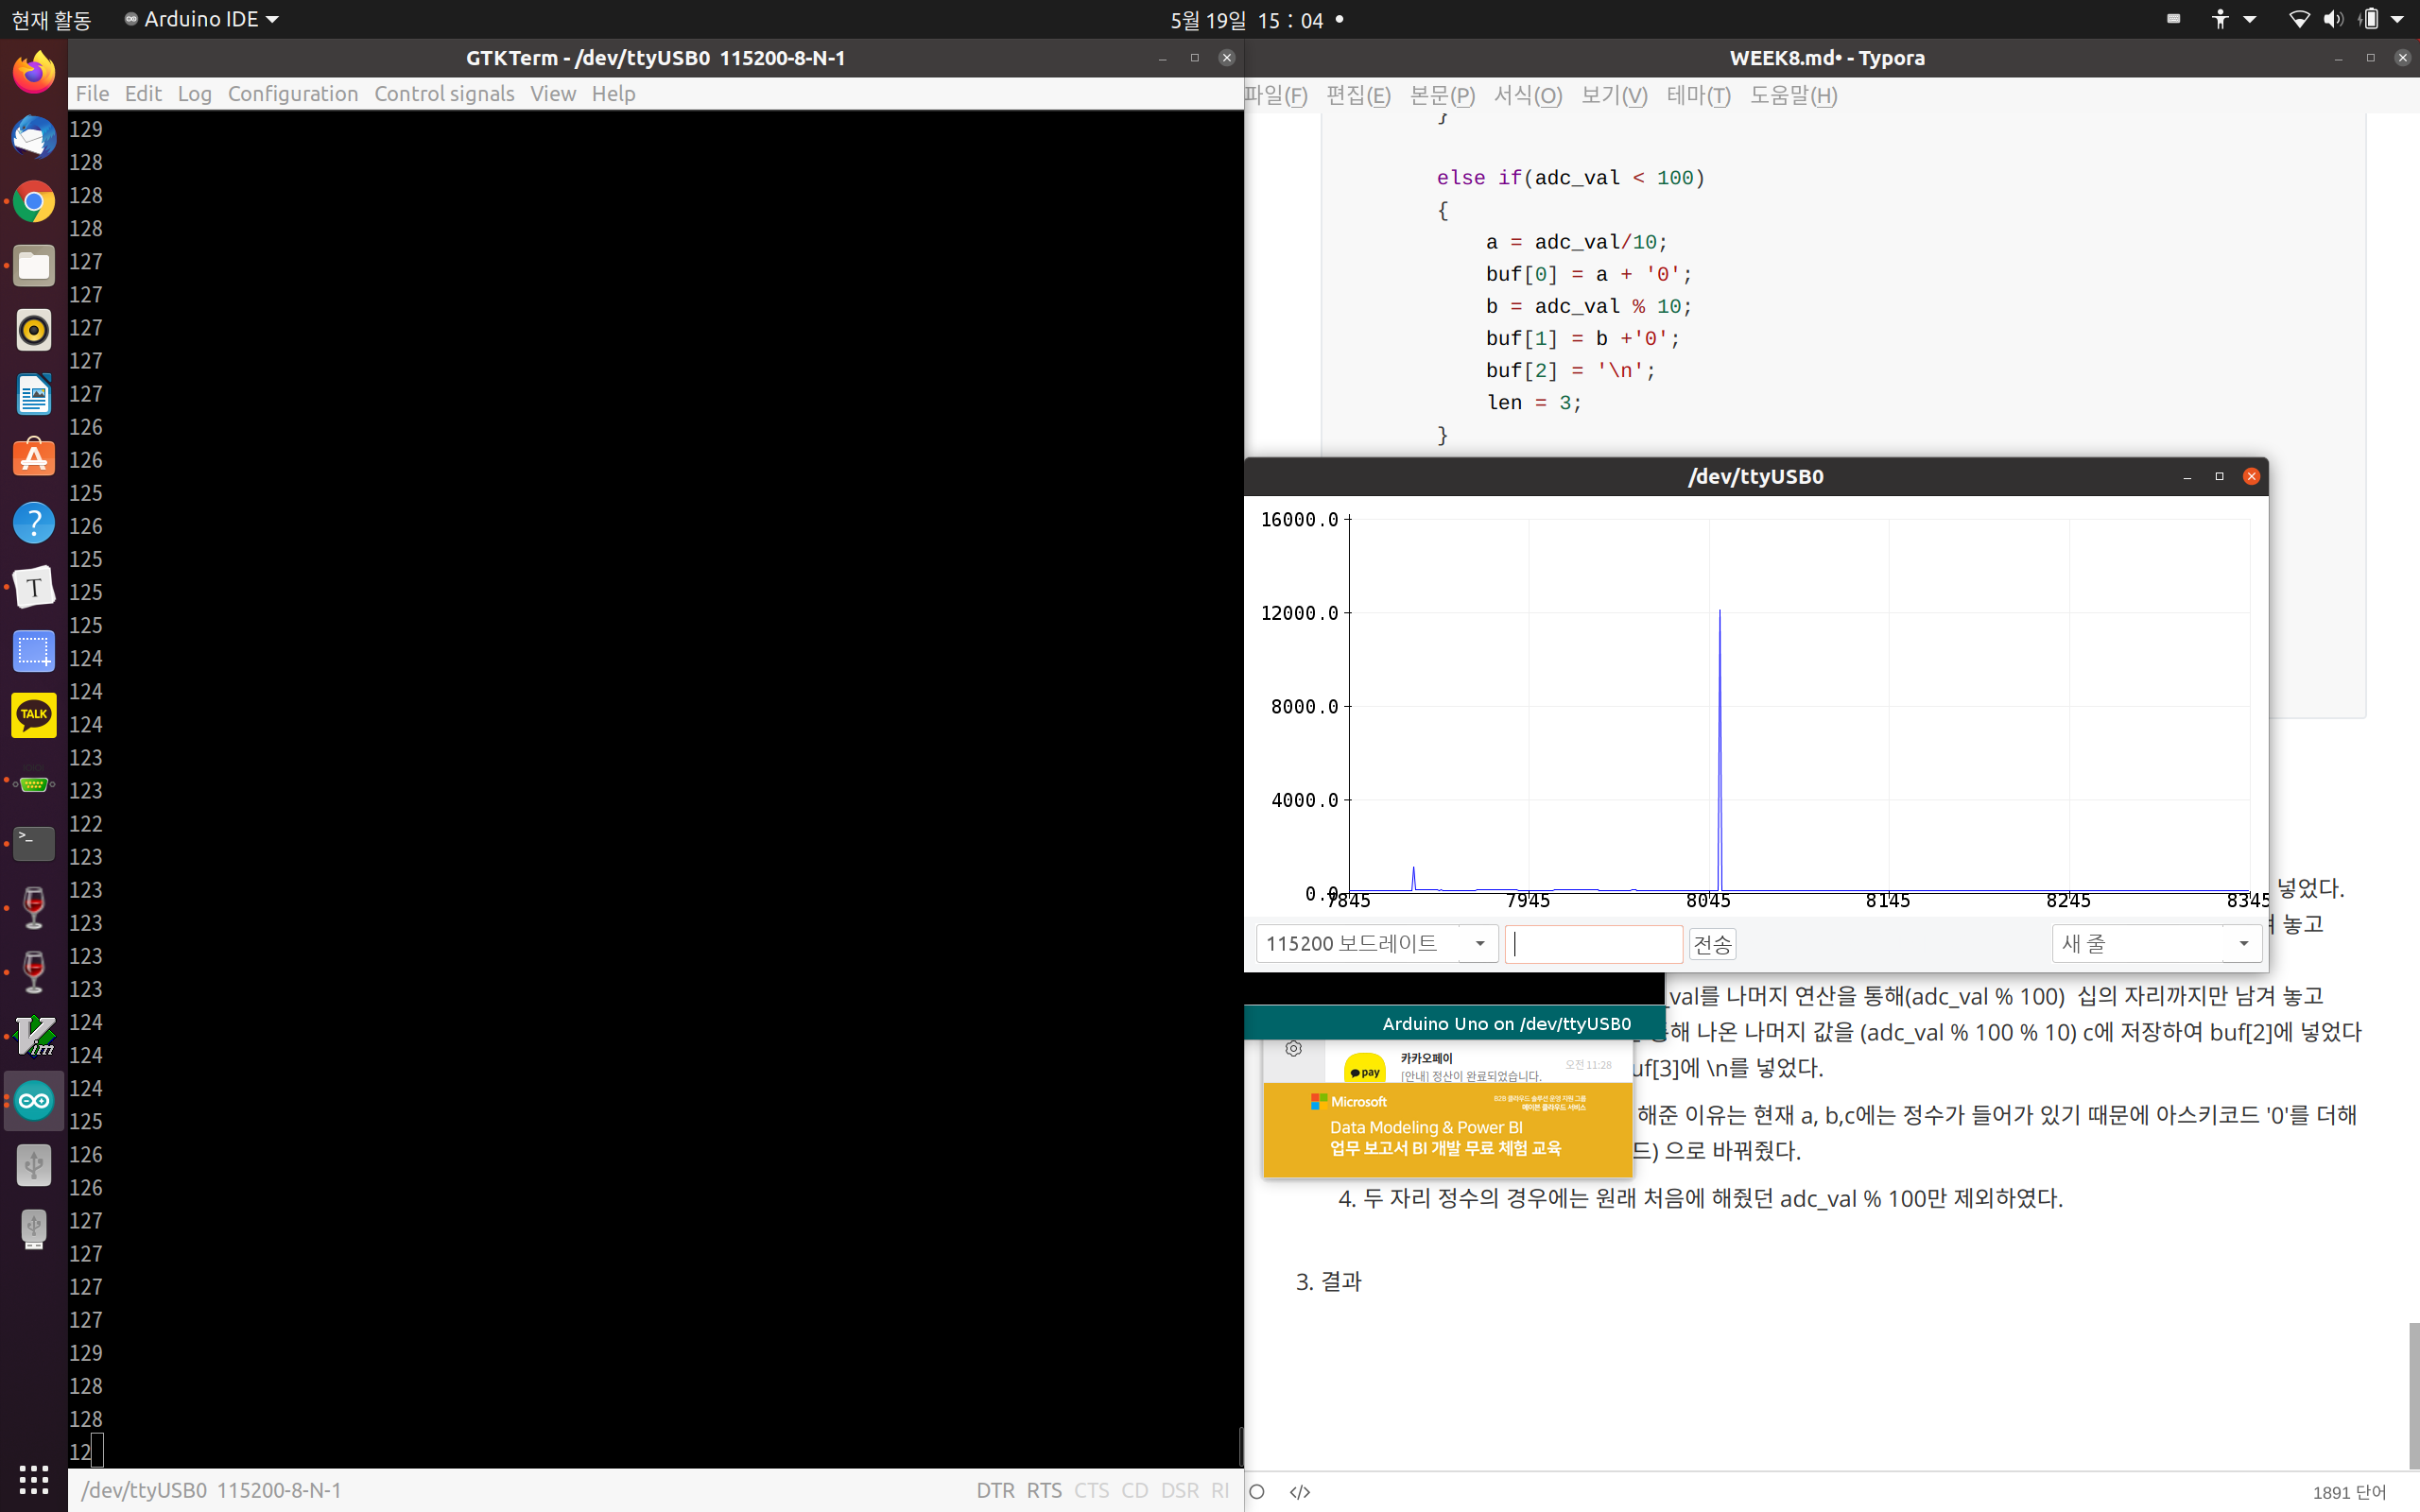 현재 활동
Arduino IDE
5월 19일 15:04
GTKTerm - /dev/ttyUSB0 115200-8-N-1
File Edit Log Configuration Control signals View Help
129
128
128
128
127
127
127
127
127
126
126
125
126
125
125
125
124
124
124
123
123
122
123
123
123
123
123
124
124
124
125
126
126
127
127
127
127
129
128
128
12
/dev/ttyUSB0 115200-8-N-1
DTR RTS CTS CD DSR RI
WEEK8.md• - Typora
파일(F) 편집(E) 본문(P) 서식(O) 보기(V) 테마(T) 도움말(H)
}
else if(adc_val < 100)
{
a = adc_val/10;
buf[0] = a + '0';
b = adc_val % 10;
buf[1] = b +'0';
buf[2] = '\n';
len = 3;
}
/dev/ttyUSB0
16000.0
12000.0
8000.0
4000.0
0.0
7845 7945 8045 8145 8245 8345
115200 보드레이트
전송
새 줄
넣었다.
놓고
_val를 나머지 연산을 통해(adc_val % 100) 십의 자리까지만 남겨 놓고
Arduino Uno on /dev/ttyUSB0
해 나온 나머지 값을 (adc_val % 100 % 10) c에 저장하여 buf[2]에 넣었다
uf[3]에 \n를 넣었다.
카카오페이
오전 11:28
pay
[안내] 정산이 완료되었습니다.
Microsoft
Data Modeling & Power BI
업무 보고서 BI 개발 무료 체험 교육
해준 이유는 현재 a, b,c에는 정수가 들어가 있기 때문에 아스키코드 '0'를 더해
드) 으로 바꿔줬다.
4. 두 자리 정수의 경우에는 원래 처음에 해줬던 adc_val % 100만 제외하였다.
3. 결과
1891 단어
T
TALK
Vim